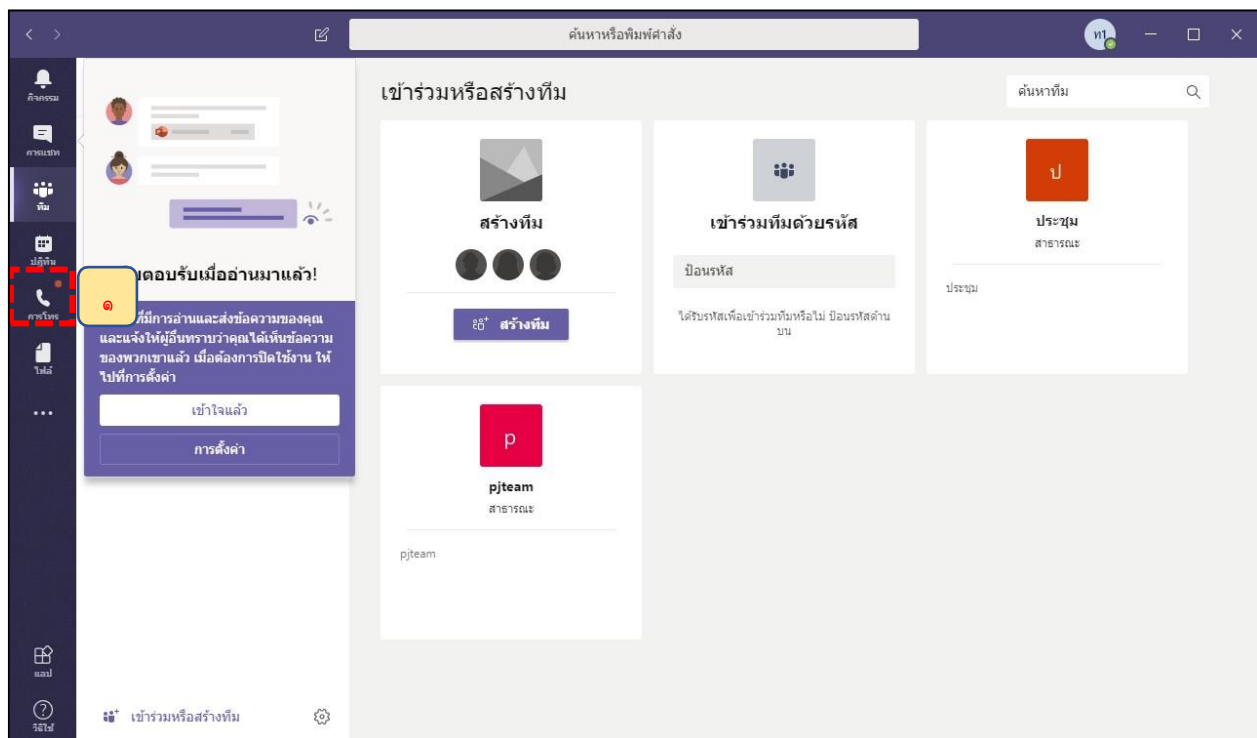 ค้นหาหรือพิมพ์คำสั่ง
ท1
กิจกรรม
การแชท
ทีม
ปฏิทิน
การโทร
ไฟล์
แอป
วิธีใช้
๑
ตอบรับเมื่ออ่านมาแล้ว!
ที่มีการอ่านและส่งข้อความของคุณ
และแจ้งให้ผู้อื่นทราบว่าคุณได้เห็นข้อความ
ของพวกเขาแล้ว เมื่อต้องการปิดใช้งาน ให้
ไปที่การตั้งค่า
เข้าใจแล้ว
การตั้งค่า
เข้าร่วมหรือสร้างทีม
เข้าร่วมหรือสร้างทีม
ค้นหาทีม
สร้างทีม
สร้างทีม
เข้าร่วมทีมด้วยรหัส
ป้อนรหัส
ได้รับรหัสเพื่อเข้าร่วมทีมหรือไม่ ป้อนรหัสด้าน
บน
ป
ประชุม
สาธารณะ
ประชุม
p
pjteam
สาธารณะ
pjteam